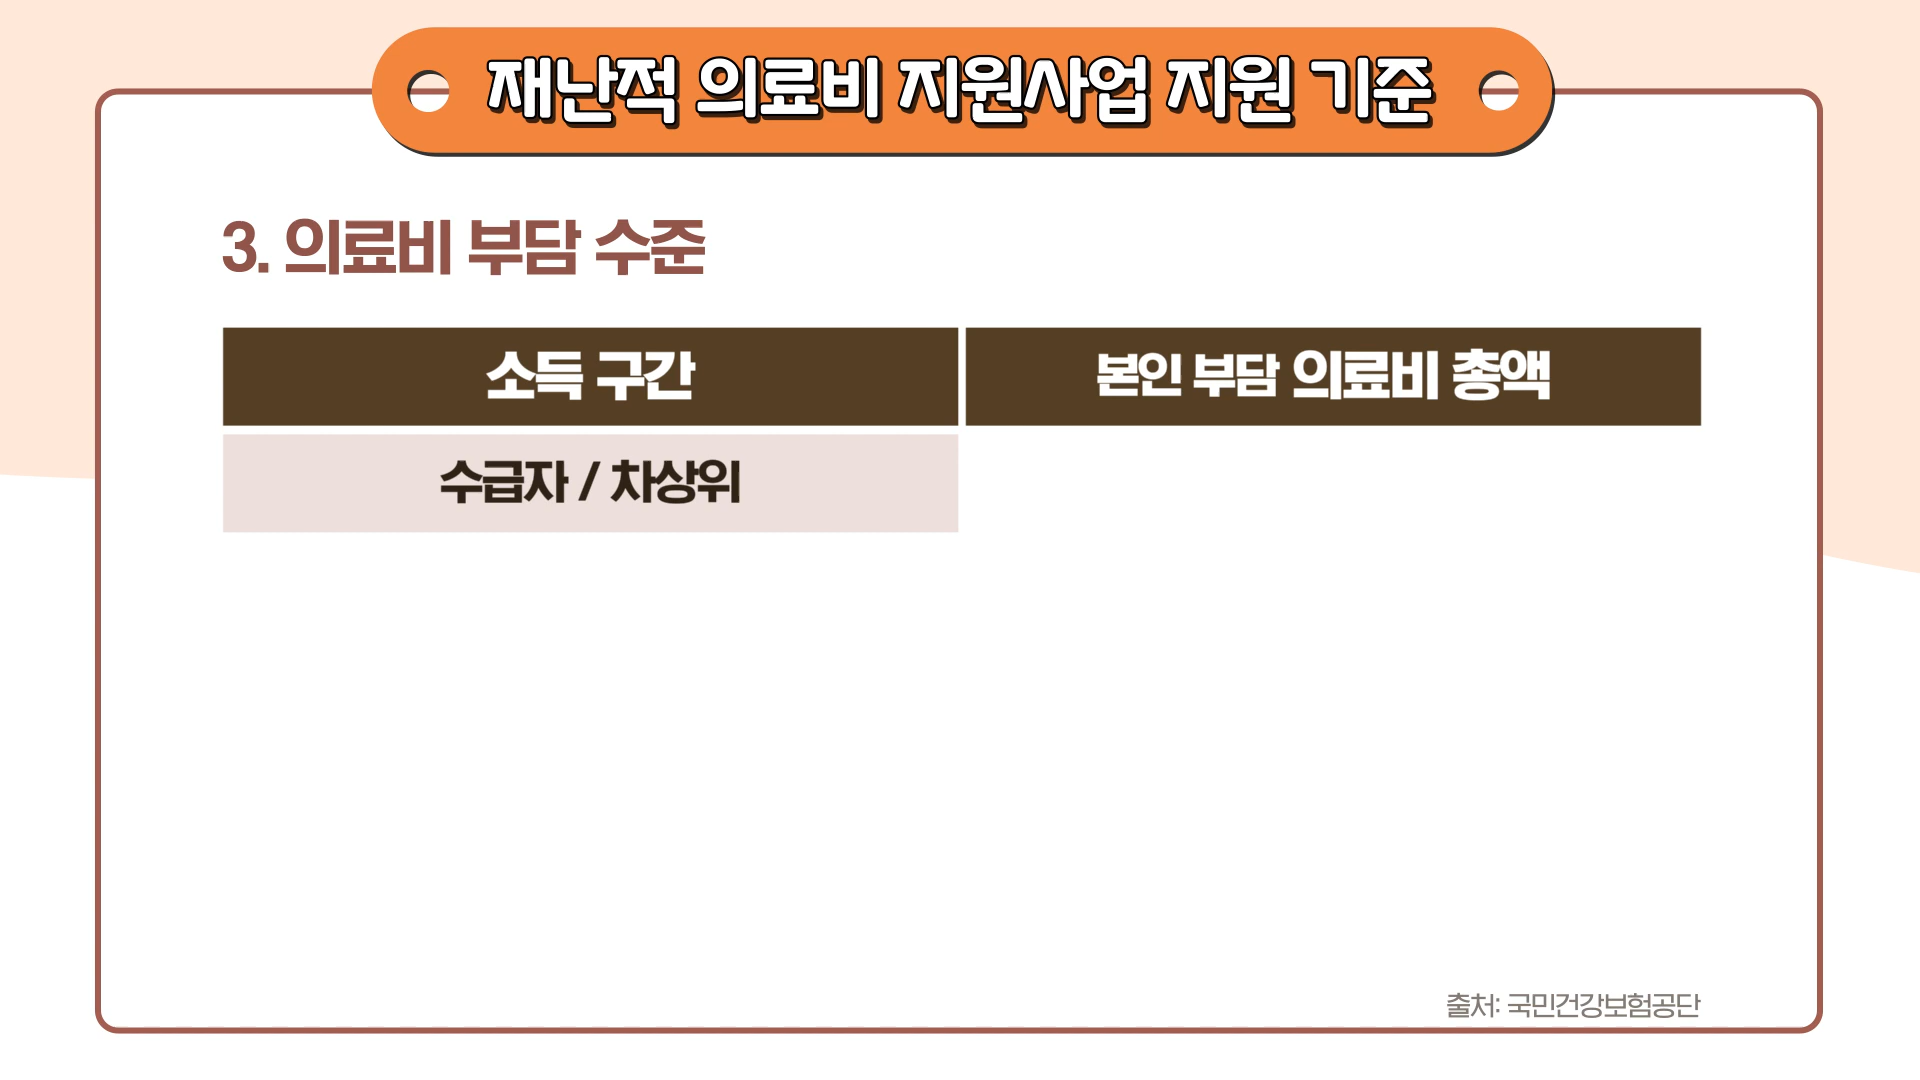 재난적 의료비 지원사업 지원 기준
3. 의료비 부담 수준
소득 구간
본인 부담 의료비 총액
수급자 / 차상위
출처: 국민건강보험공단